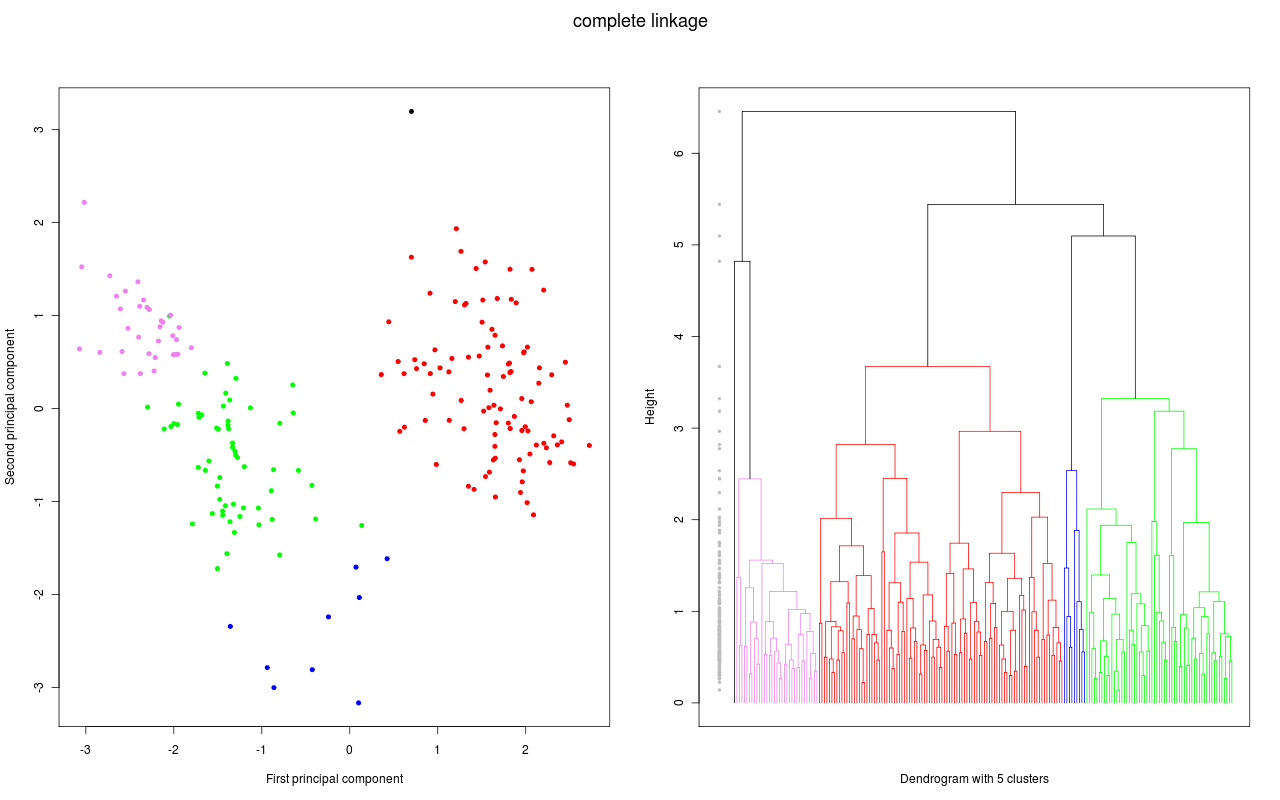 complete linkage
Second principal component
3
2
1
0
-1
-2
-3
-3 -2 -1 0 1 2
First principal component
Height
6
5
4
3
2
1
0
Dendrogram with 5 clusters